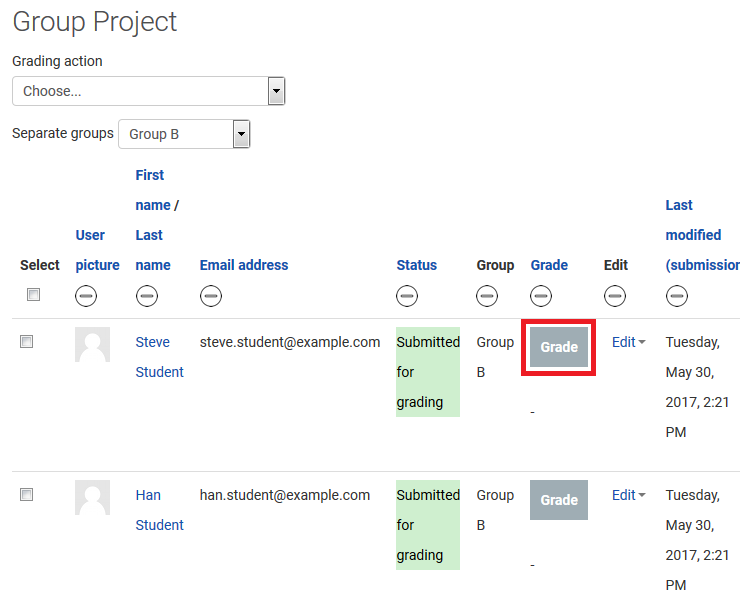 Group Project
Grading action
Choose...
Separate groups Group B
Select
User
picture
First
name /
Last
name
Email address
Status
Group
Grade
Edit
Last
modified
(submission
Steve
Student
steve.student@example.com
Submitted
for
grading
Group
B
Grade
-
Edit
Tuesday,
May 30,
2017, 2:21
PM
Han
Student
han.student@example.com
Submitted
for
grading
Group
B
Grade
-
Edit
Tuesday,
May 30,
2017, 2:21
PM